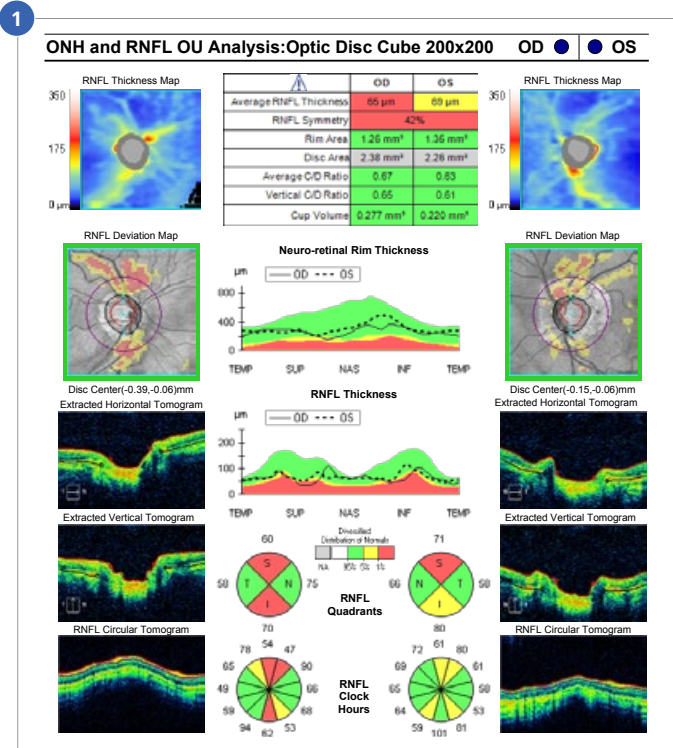 1
ONH and RNFL OU Analysis:Optic Disc Cube 200x200 OD OS
RNFL Thickness Map
350
175
0 µm
OD OS
Average RNFL Thickness 65 µm 69 µm
RNFL Symmetry 42%
Rim Area 1.26 mm² 1.35 mm²
Disc Area 2.38 mm² 2.26 mm²
Average C/D Ratio 0.67 0.63
Vertical C/D Ratio 0.65 0.61
Cup Volume 0.277 mm³ 0.220 mm³
RNFL Thickness Map
350
175
0 µm
RNFL Deviation Map
Disc Center(-0.39,-0.06)mm
Neuro-retinal Rim Thickness
µm OD OS
800
400
0
TEMP SUP NAS INF TEMP
RNFL Deviation Map
Disc Center(-0.15,-0.06)mm
Extracted Horizontal Tomogram
RNFL Thickness
µm OD OS
200
100
0
TEMP SUP NAS INF TEMP
Extracted Horizontal Tomogram
Extracted Vertical Tomogram
Diversified
Distribution of Normals
NA 95% 5% 1%
Extracted Vertical Tomogram
60
S
58 T N 75
I
70
RNFL
Quadrants
71
S
66 N T 58
I
80
RNFL Circular Tomogram
78 54 47
65 90
49 66
59 68
94 62 53
RNFL
Clock
Hours
72 61 80
69 61
65 58
64 53
59 101 81
RNFL Circular Tomogram